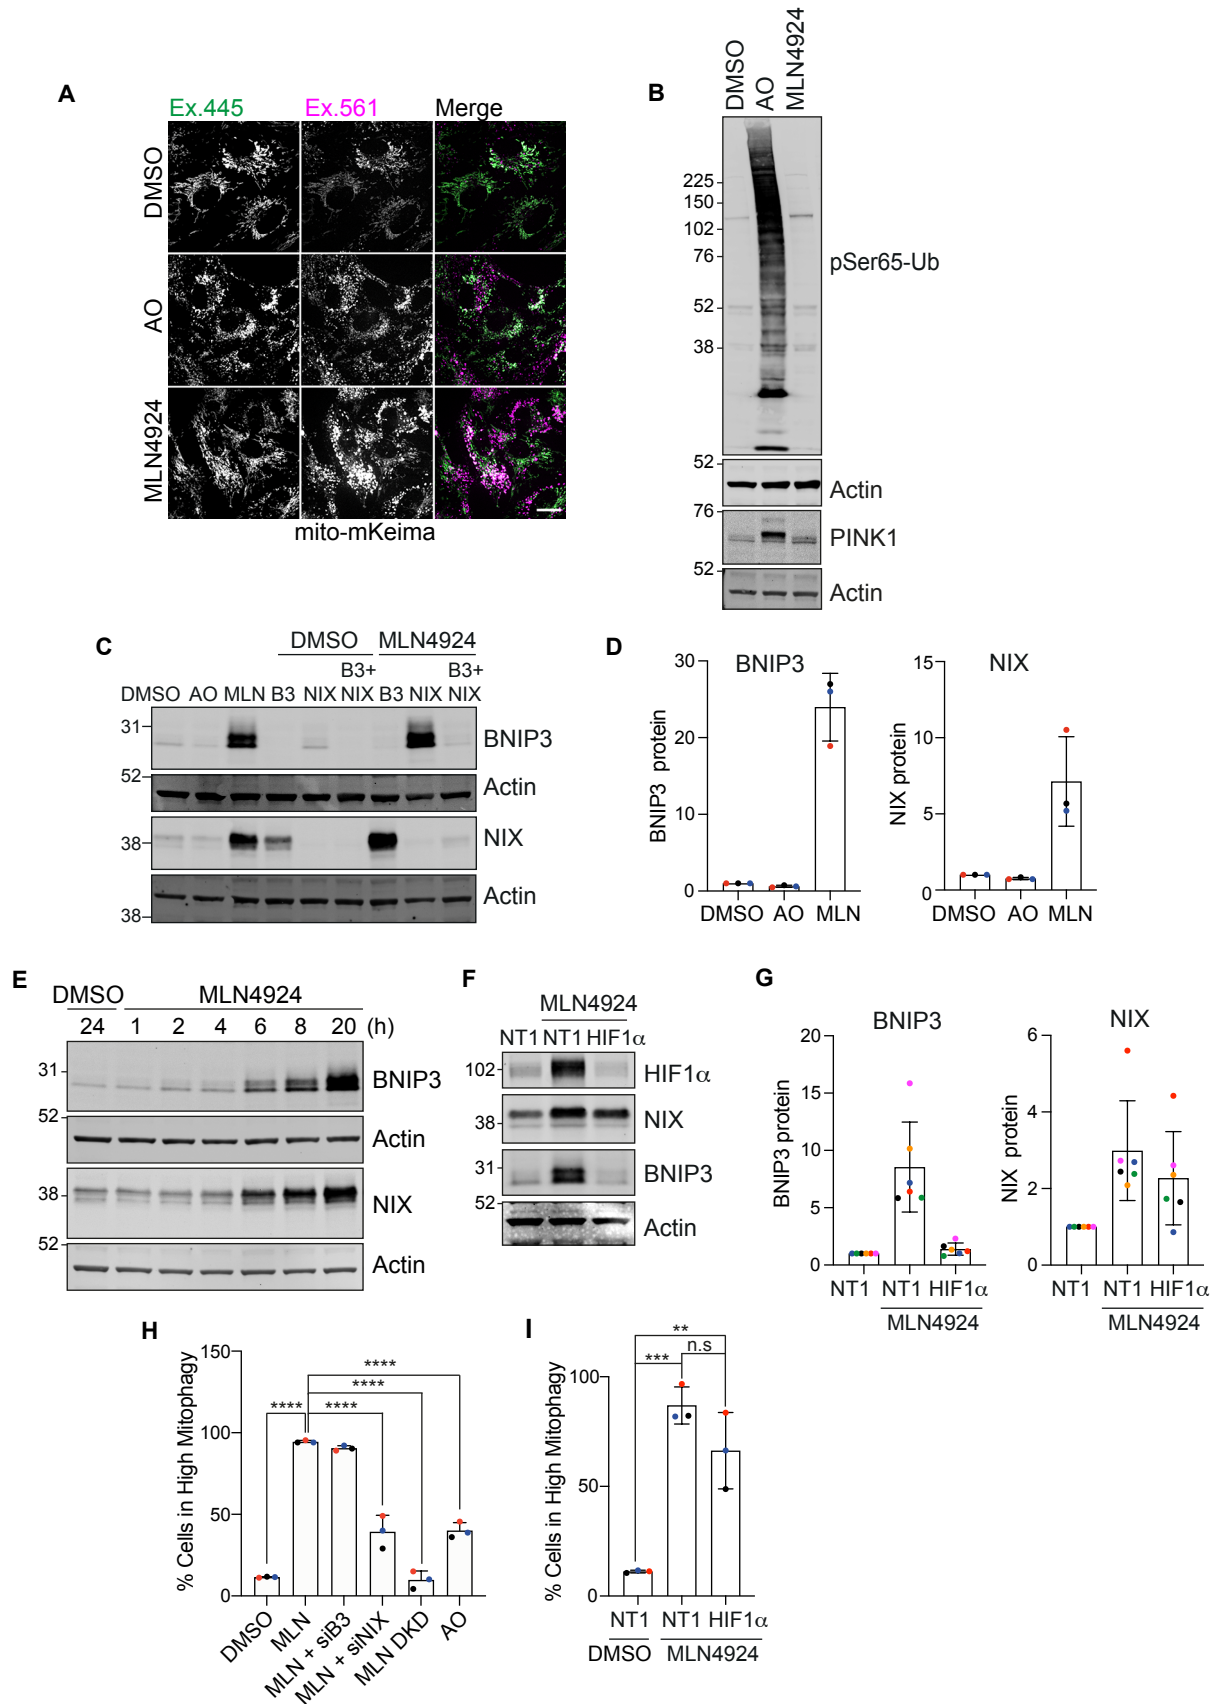 A
Ex.445 Ex.561 Merge
DMSO
AO
MLN4924
mito-mKeima
B
DMSO AO MLN4924
225
150
102
76
52
38
pSer65-Ub
52
Actin
76
PINK1
52
Actin
C
DMSO MLN4924
B3+ B3+
DMSO AO MLN B3 NIX NIX B3 NIX NIX
31
BNIP3
52
Actin
38
NIX
Actin
38
D
BNIP3
BNIP3 protein
30
20
10
0
DMSO AO MLN
NIX
NIX protein
15
10
5
0
DMSO AO MLN
E
DMSO MLN4924
24 1 2 4 6 8 20 (h)
31
BNIP3
52
Actin
38
NIX
52
Actin
F
MLN4924
NT1 NT1 HIF1α
102
HIF1α
38
NIX
31
BNIP3
52
Actin
G
BNIP3
BNIP3 protein
20
15
10
5
0
NT1 NT1 HIF1α
MLN4924
NIX
NIX protein
6
4
2
0
NT1 NT1 HIF1α
MLN4924
H
% Cells in High Mitophagy
150
100
50
0
****
****
**** ****
DMSO
MLN
MLN + siB3
MLN + siNIX
MLN DKD
AO
I
% Cells in High Mitophagy
100
50
0
**
n.s
***
NT1 NT1 HIF1α
DMSO MLN4924